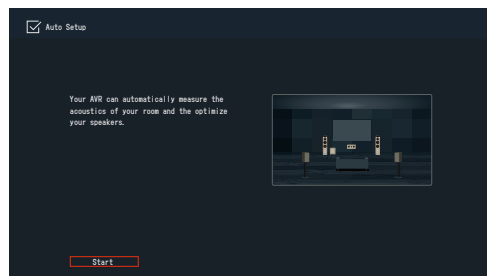 Auto Setup
Your AVR can automatically measure the
acoustics of your room and the optimize
your speakers.
Start